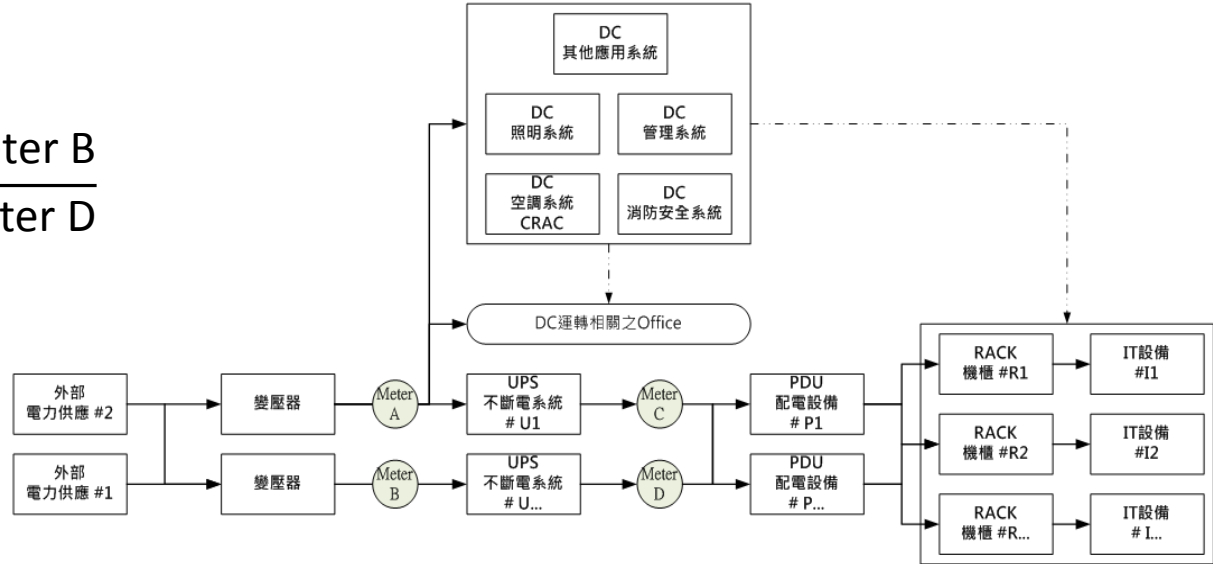 ter B
ter D
DC
其他應用系統
DC
照明系統
DC
管理系統
DC
空調系統
CRAC
DC
消防安全系統
DC運轉相關之Office
外部
電力供應 #2
變壓器
Meter
A
UPS
不斷電系統
# U1
Meter
C
PDU
配電設備
# P1
外部
電力供應 #1
變壓器
Meter
B
UPS
不斷電系統
# U...
Meter
D
PDU
配電設備
# P...
RACK
機櫃 #R1
IT設備
#I1
RACK
機櫃 #R2
IT設備
#I2
RACK
機櫃 #R...
IT設備
# I...